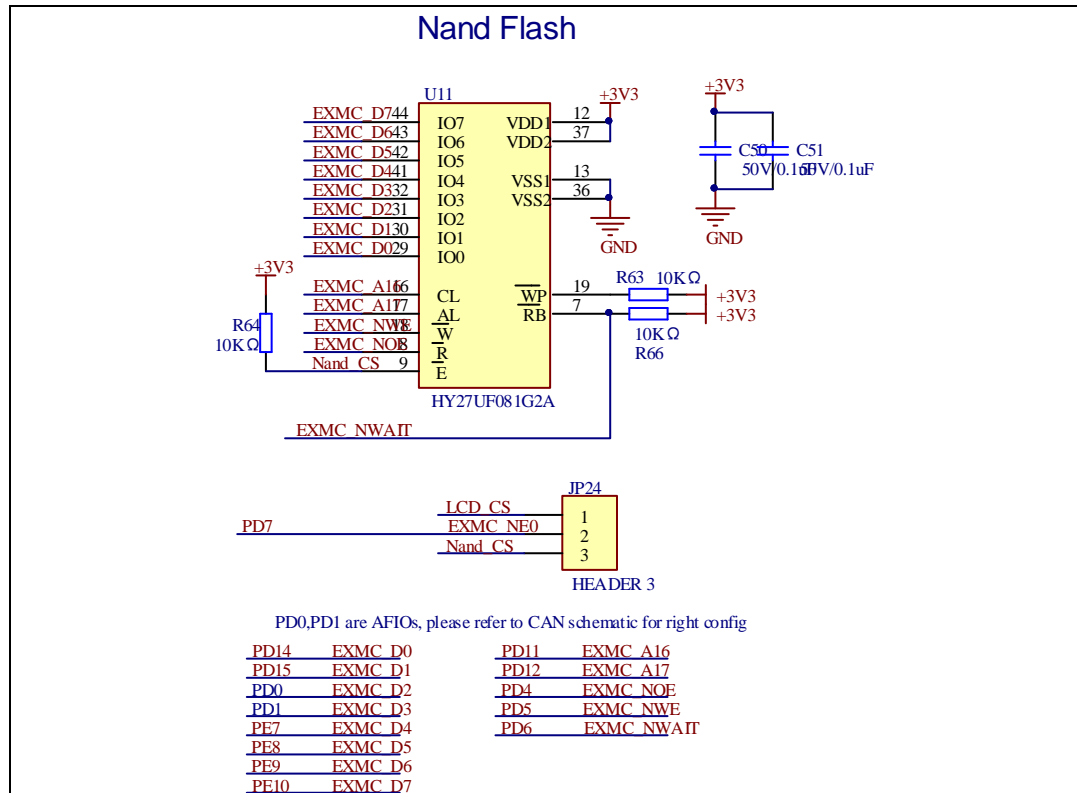 Nand Flash
U11
EXMC_D7 44 IO7 VDD1 12 +3V3
EXMC_D6 43 IO6 VDD2 37
EXMC_D5 42 IO5
EXMC_D4 41 IO4 VSS1 13
EXMC_D3 32 IO3 VSS2 36
EXMC_D2 31 IO2
EXMC_D1 30 IO1 GND
EXMC_D0 29 IO0
+3V3
C50 C51
50V/0.1uF 50V/0.1uF
GND
+3V3
R64
10KΩ
EXMC_A16 16 CL WP 19 R63 10KΩ +3V3
EXMC_A17 17 AL RB 7 10KΩ +3V3
R66
EXMC_NWE 18 W
EXMC_NOE 8 R
Nand_CS 9 E
HY27UF081G2A
EXMC_NWAIT
JP24
LCD_CS 1
PD7 EXMC_NE0 2
Nand_CS 3
HEADER 3
PD0,PD1 are AFIOs, please refer to CAN schematic for right config
PD14 EXMC_D0 PD11 EXMC_A16
PD15 EXMC_D1 PD12 EXMC_A17
PD0 EXMC_D2 PD4 EXMC_NOE
PD1 EXMC_D3 PD5 EXMC_NWE
PE7 EXMC_D4 PD6 EXMC_NWAIT
PE8 EXMC_D5
PE9 EXMC_D6
PE10 EXMC_D7